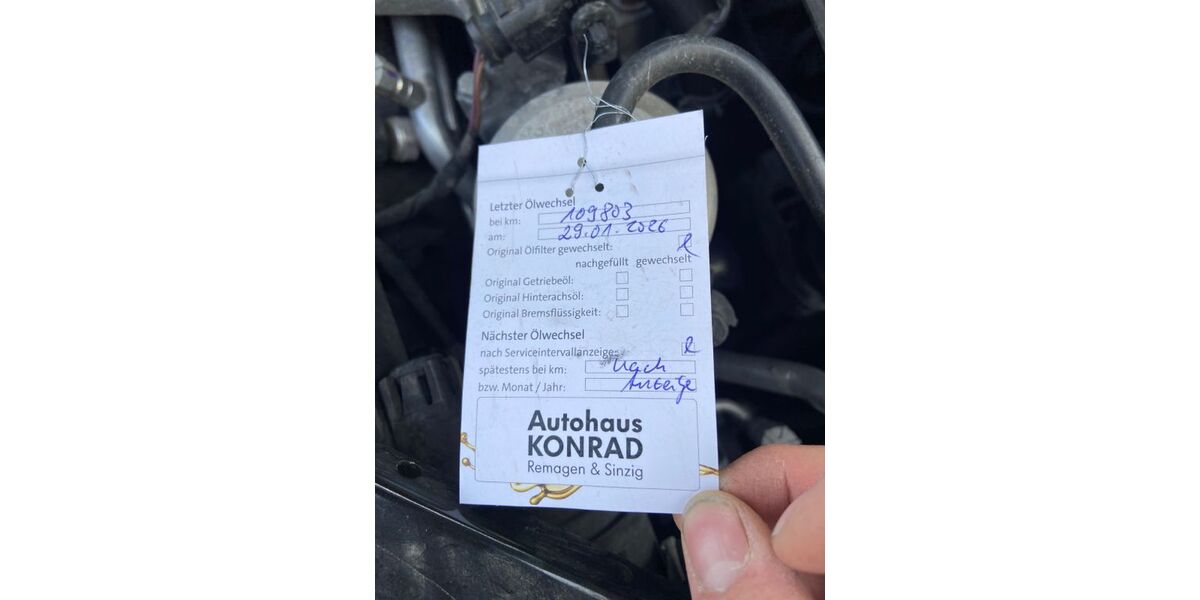 Letzter Ölwechsel
bei km: 109803
am: 29.01.2026
Original Ölfilter gewechselt:
nachgefüllt gewechselt
Original Getriebeöl:
Original Hinterachsöl:
Original Bremsflüssigkeit:
Nächster Ölwechsel
nach Serviceintervallanzeige:
spätestens bei km: nach
bzw. Monat / Jahr: Anzeige
Autohaus
KONRAD
Remagen & Sinzig